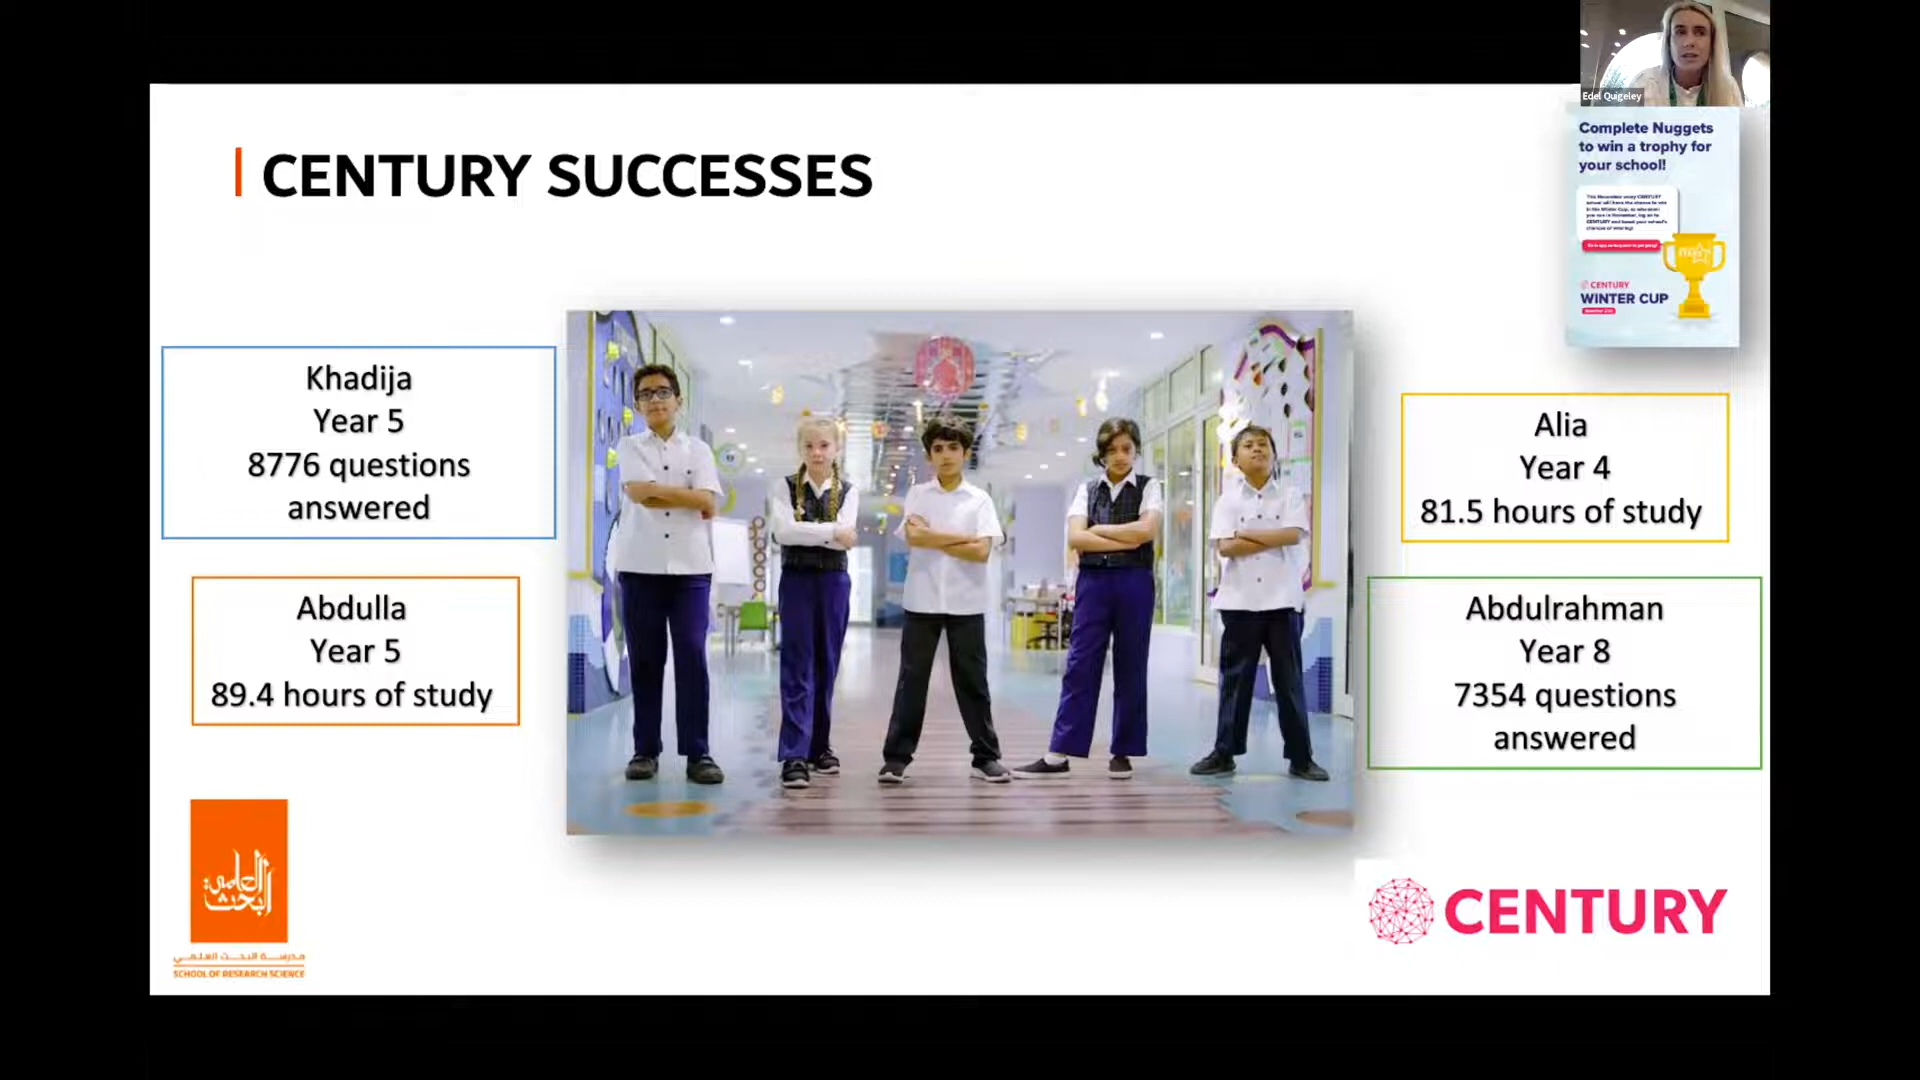 Edel Quigeley
Complete Nuggets
to win a trophy for
your school!
CENTURY
WINTER CUP
CENTURY SUCCESSES
Khadija
Year 5
8776 questions
answered
Abdulla
Year 5
89.4 hours of study
Alia
Year 4
81.5 hours of study
Abdulrahman
Year 8
7354 questions
answered
البحث العلمي
مدرسة البحث العلمي
SCHOOL OF RESEARCH SCIENCE
CENTURY